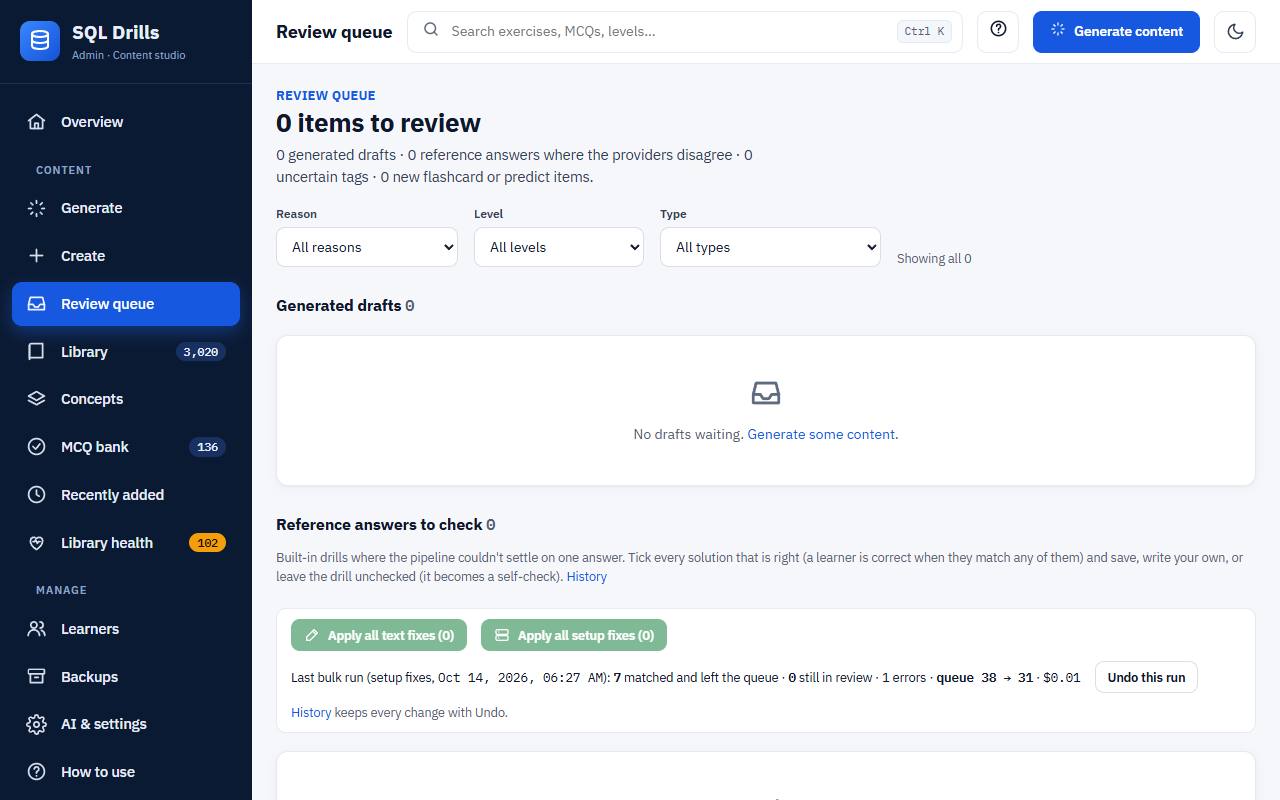 SQL Drills
Admin · Content studio
Overview
CONTENT
Generate
Create
Review queue
Library 3,020
Concepts
MCQ bank 136
Recently added
Library health 102
MANAGE
Learners
Backups
AI & settings
How to use
Review queue
Search exercises, MCQs, levels...
Ctrl K
Generate content
REVIEW QUEUE
0 items to review
0 generated drafts · 0 reference answers where the providers disagree · 0
uncertain tags · 0 new flashcard or predict items.
Reason Level Type
All reasons All levels All types Showing all 0
Generated drafts 0
No drafts waiting. Generate some content.
Reference answers to check 0
Built-in drills where the pipeline couldn't settle on one answer. Tick every solution that is right (a learner is correct when they match any of them) and save, write your own, or
leave the drill unchecked (it becomes a self-check). History
Apply all text fixes (0) Apply all setup fixes (0)
Last bulk run (setup fixes, Oct 14, 2026, 06:27 AM): 7 matched and left the queue · 0 still in review · 1 errors · queue 38 → 31 · $0.01 Undo this run
History keeps every change with Undo.